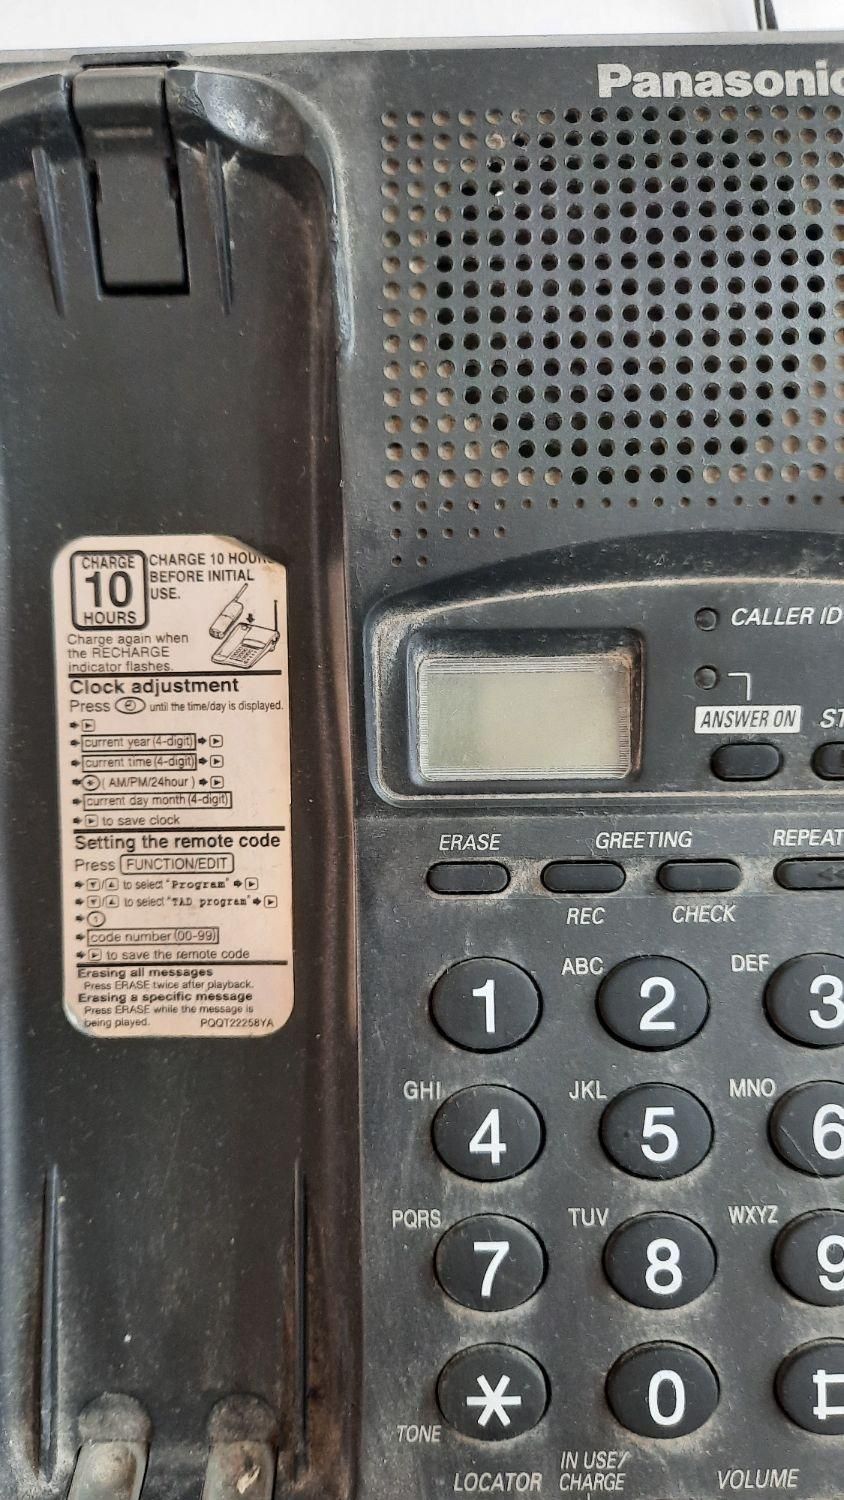 Panasonic
CHARGE
10
HOURS
CHARGE 10 HOURS
BEFORE INITIAL
USE.
Charge again when
the RECHARGE
indicator flashes.
Clock adjustment
Press until the time/day is displayed.
current year (4-digit)
current time (4-digit)
(*) ( AM/PM/24hour )
current day month (4-digit)
to save clock
Setting the remote code
Press FUNCTION/EDIT
▼/▲ to select "Program"
▼/▲ to select "TAD program"
1
code number (00-99)
to save the remote code
Erasing all messages
Press ERASE twice after playback.
Erasing a specific message
Press ERASE while the message is
being played. PQQT22258YA
CALLER ID
ANSWER ON ST
ERASE GREETING REPEAT
REC CHECK
1 ABC 2 DEF 3
GHI 4 JKL 5 MNO 6
PQRS 7 TUV 8 WXYZ 9
* 0 #
TONE
LOCATOR IN USE/
CHARGE VOLUME